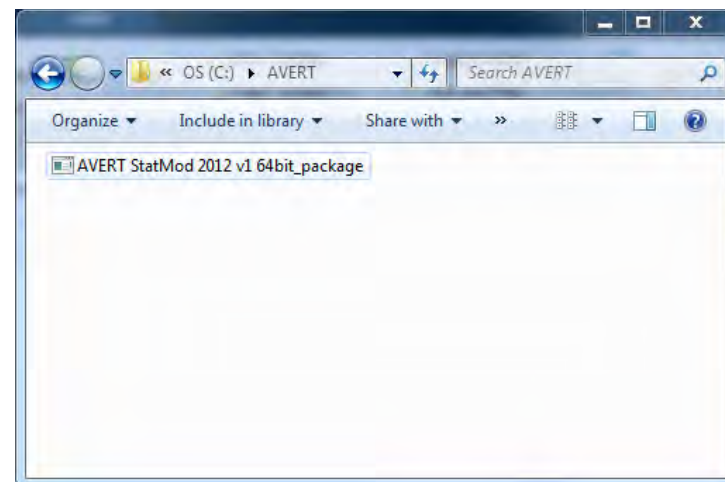 « OS (C:) ▸ AVERT Search AVERT
Organize Include in library Share with »
AVERT StatMod 2012 v1 64bit_package